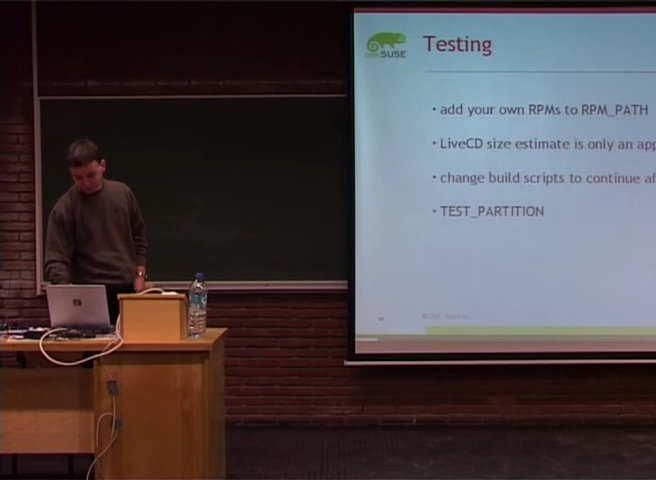 Testing
openSUSE
• add your own RPMs to RPM_PATH
• LiveCD size estimate is only an app
• change build scripts to continue af
• TEST_PARTITION